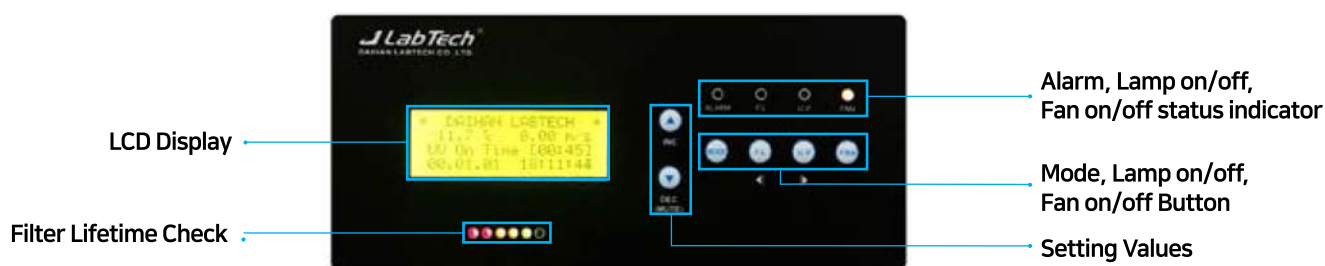 LabTech
DAIHAN LABTECH CO. LTD.
* DAIHAN LABTECH *
11.7℃ 0.00 m/s
UV On Time [00:45]
00.01.01 18:11:44
INC
DEC
(MUTE)
ALARM F.L U.V FAN
MODE F.L U.V FAN
LCD Display
Filter Lifetime Check
Alarm, Lamp on/off,
Fan on/off status indicator
Mode, Lamp on/off,
Fan on/off Button
Setting Values